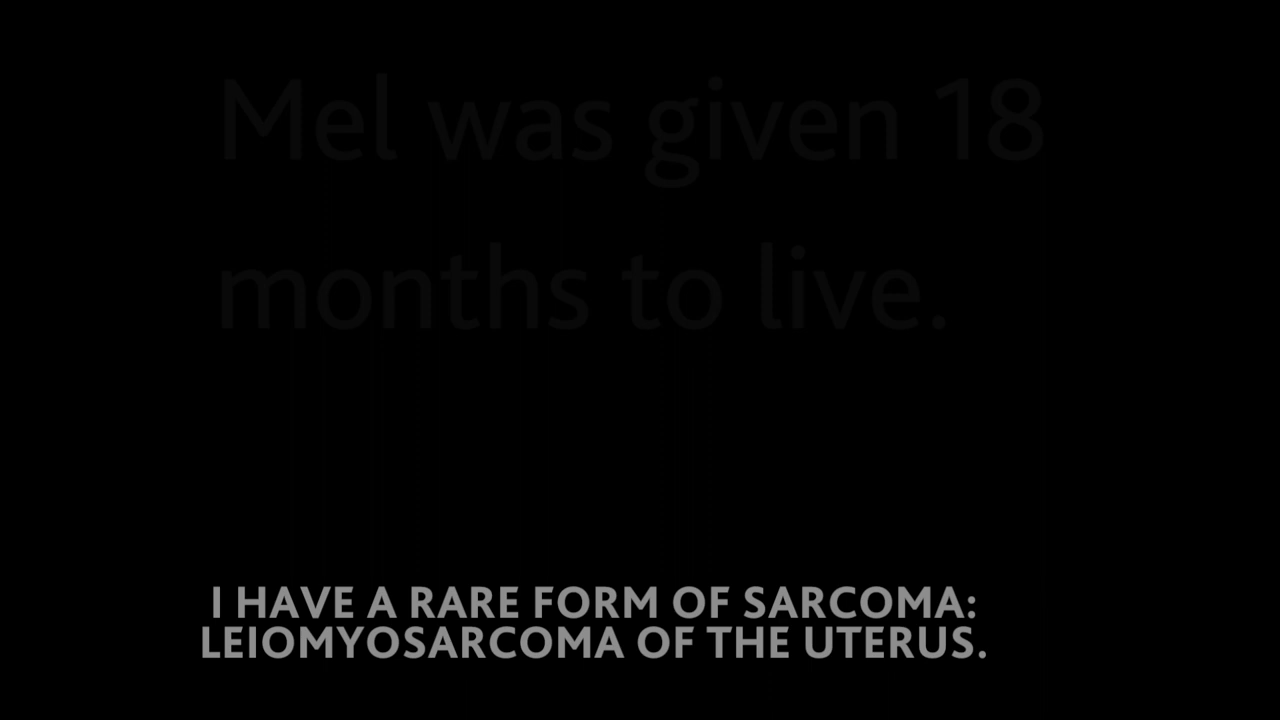 Mel was given 18
months to live.
I HAVE A RARE FORM OF SARCOMA:
LEIOMYOSARCOMA OF THE UTERUS.